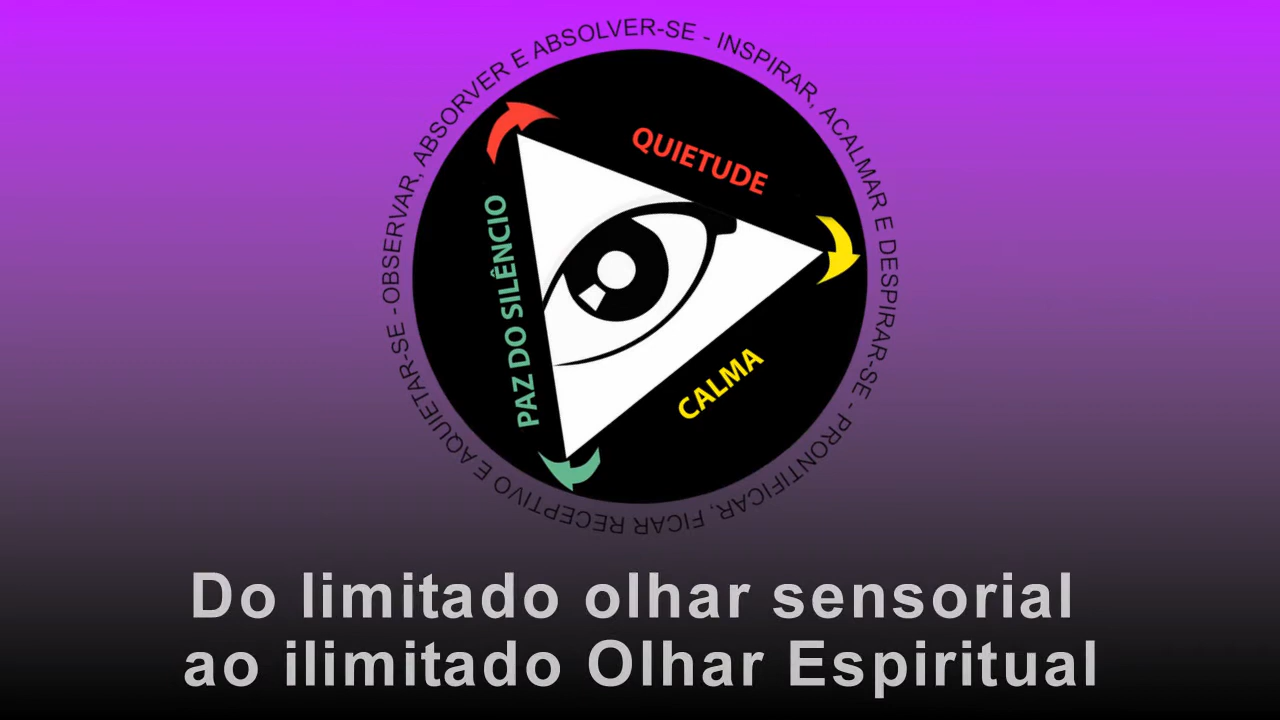 OBSERVAR, ABSORVER E ABSOLVER-SE - INSPIRAR, ACALMAR E DESPIRAR-SE - PRONTIFICAR, FICAR RECEPTIVO E AQUIETAR-SE -
QUIETUDE
PAZ DO SILÊNCIO
CALMA
Do limitado olhar sensorial
ao ilimitado Olhar Espiritual